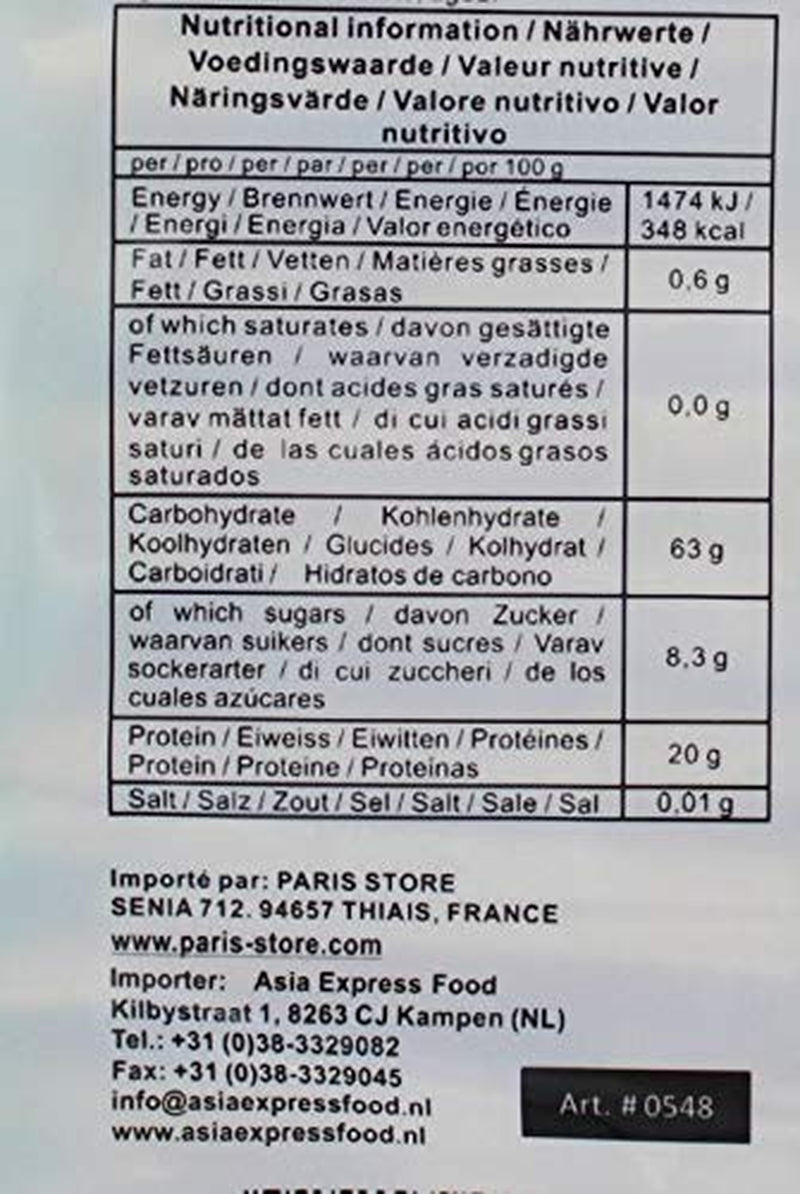 Nutritional information / Nährwerte /
Voedingswaarde / Valeur nutritive /
Näringsvärde / Valore nutritivo / Valor
nutritivo
per / pro / per / par / per / per / por 100 g
Energy / Brennwert / Energie / Énergie
/ Energi / Energia / Valor energético
1474 kJ /
348 kcal
Fat / Fett / Vetten / Matières grasses /
Fett / Grassi / Grasas
0,6 g
of which saturates / davon gesättigte
Fettsäuren / waarvan verzadigde
vetzuren / dont acides gras saturés /
varav mättat fett / di cui acidi grassi
saturi / de las cuales ácidos grasos
saturados
0,0 g
Carbohydrate / Kohlenhydrate /
Koolhydraten / Glucides / Kolhydrat /
Carboidrati / Hidratos de carbono
63 g
of which sugars / davon Zucker /
waarvan suikers / dont sucres / Varav
sockerarter / di cui zuccheri / de los
cuales azúcares
8,3 g
Protein / Eiweiss / Eiwitten / Protéines /
Protein / Proteine / Proteinas
20 g
Salt / Salz / Zout / Sel / Salt / Sale / Sal
0,01 g
Importé par: PARIS STORE
SENIA 712. 94657 THIAIS, FRANCE
www.paris-store.com
Importer: Asia Express Food
Kilbystraat 1, 8263 CJ Kampen (NL)
Tel.: +31 (0)38-3329082
Fax: +31 (0)38-3329045
info@asiaexpressfood.nl
www.asiaexpressfood.nl
Art. # 0548